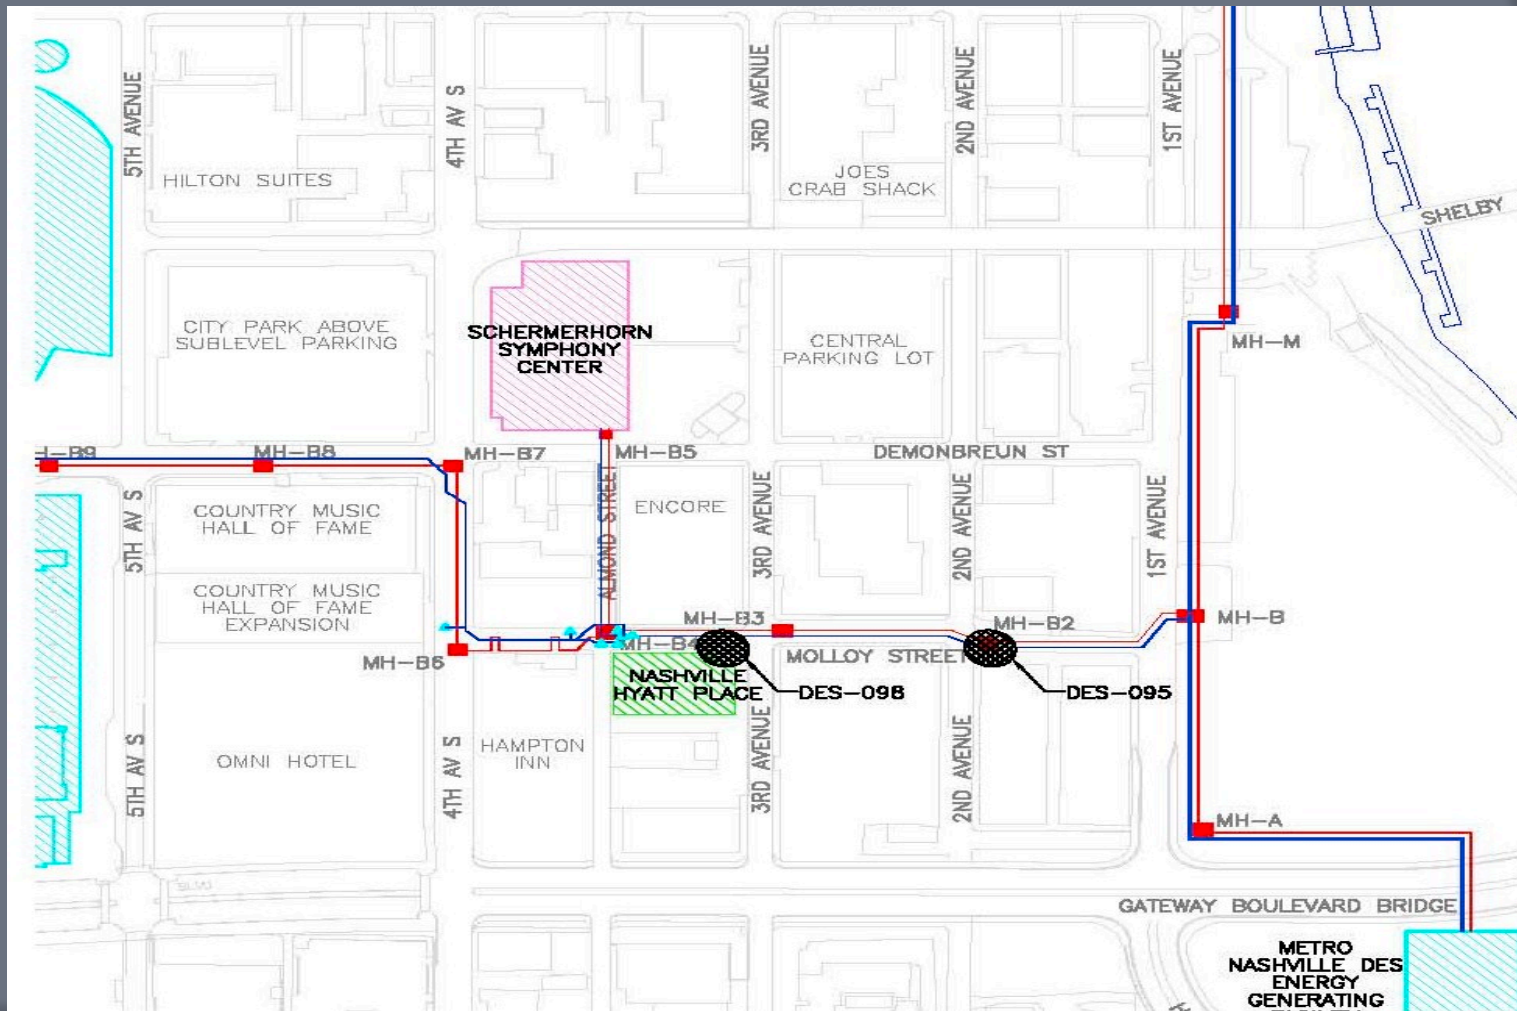 5TH AVENUE
4TH AV S
3RD AVENUE
2ND AVENUE
1ST AVENUE
HILTON SUITES
JOES
CRAB SHACK
SHELBY
CITY PARK ABOVE
SUBLEVEL PARKING
SCHERMERHORN
SYMPHONY
CENTER
CENTRAL
PARKING LOT
MH-M
MH-B8
MH-B7
MH-B5
DEMONBREUN ST
5TH AV S
COUNTRY MUSIC
HALL OF FAME
ALMOND STREET
ENCORE
3RD AVENUE
2ND AVENUE
1ST AVENUE
COUNTRY MUSIC
HALL OF FAME
EXPANSION
MH-B3
MH-B2
MH-B
MH-B6
MH-B4
MOLLOY STREET
NASHVILLE
HYATT PLACE
DES-098
DES-095
5TH AV S
OMNI HOTEL
4TH AV S
HAMPTON
INN
3RD AVENUE
2ND AVENUE
MH-A
BLVD
GATEWAY BOULEVARD BRIDGE
METRO
NASHVILLE DES
ENERGY
GENERATING